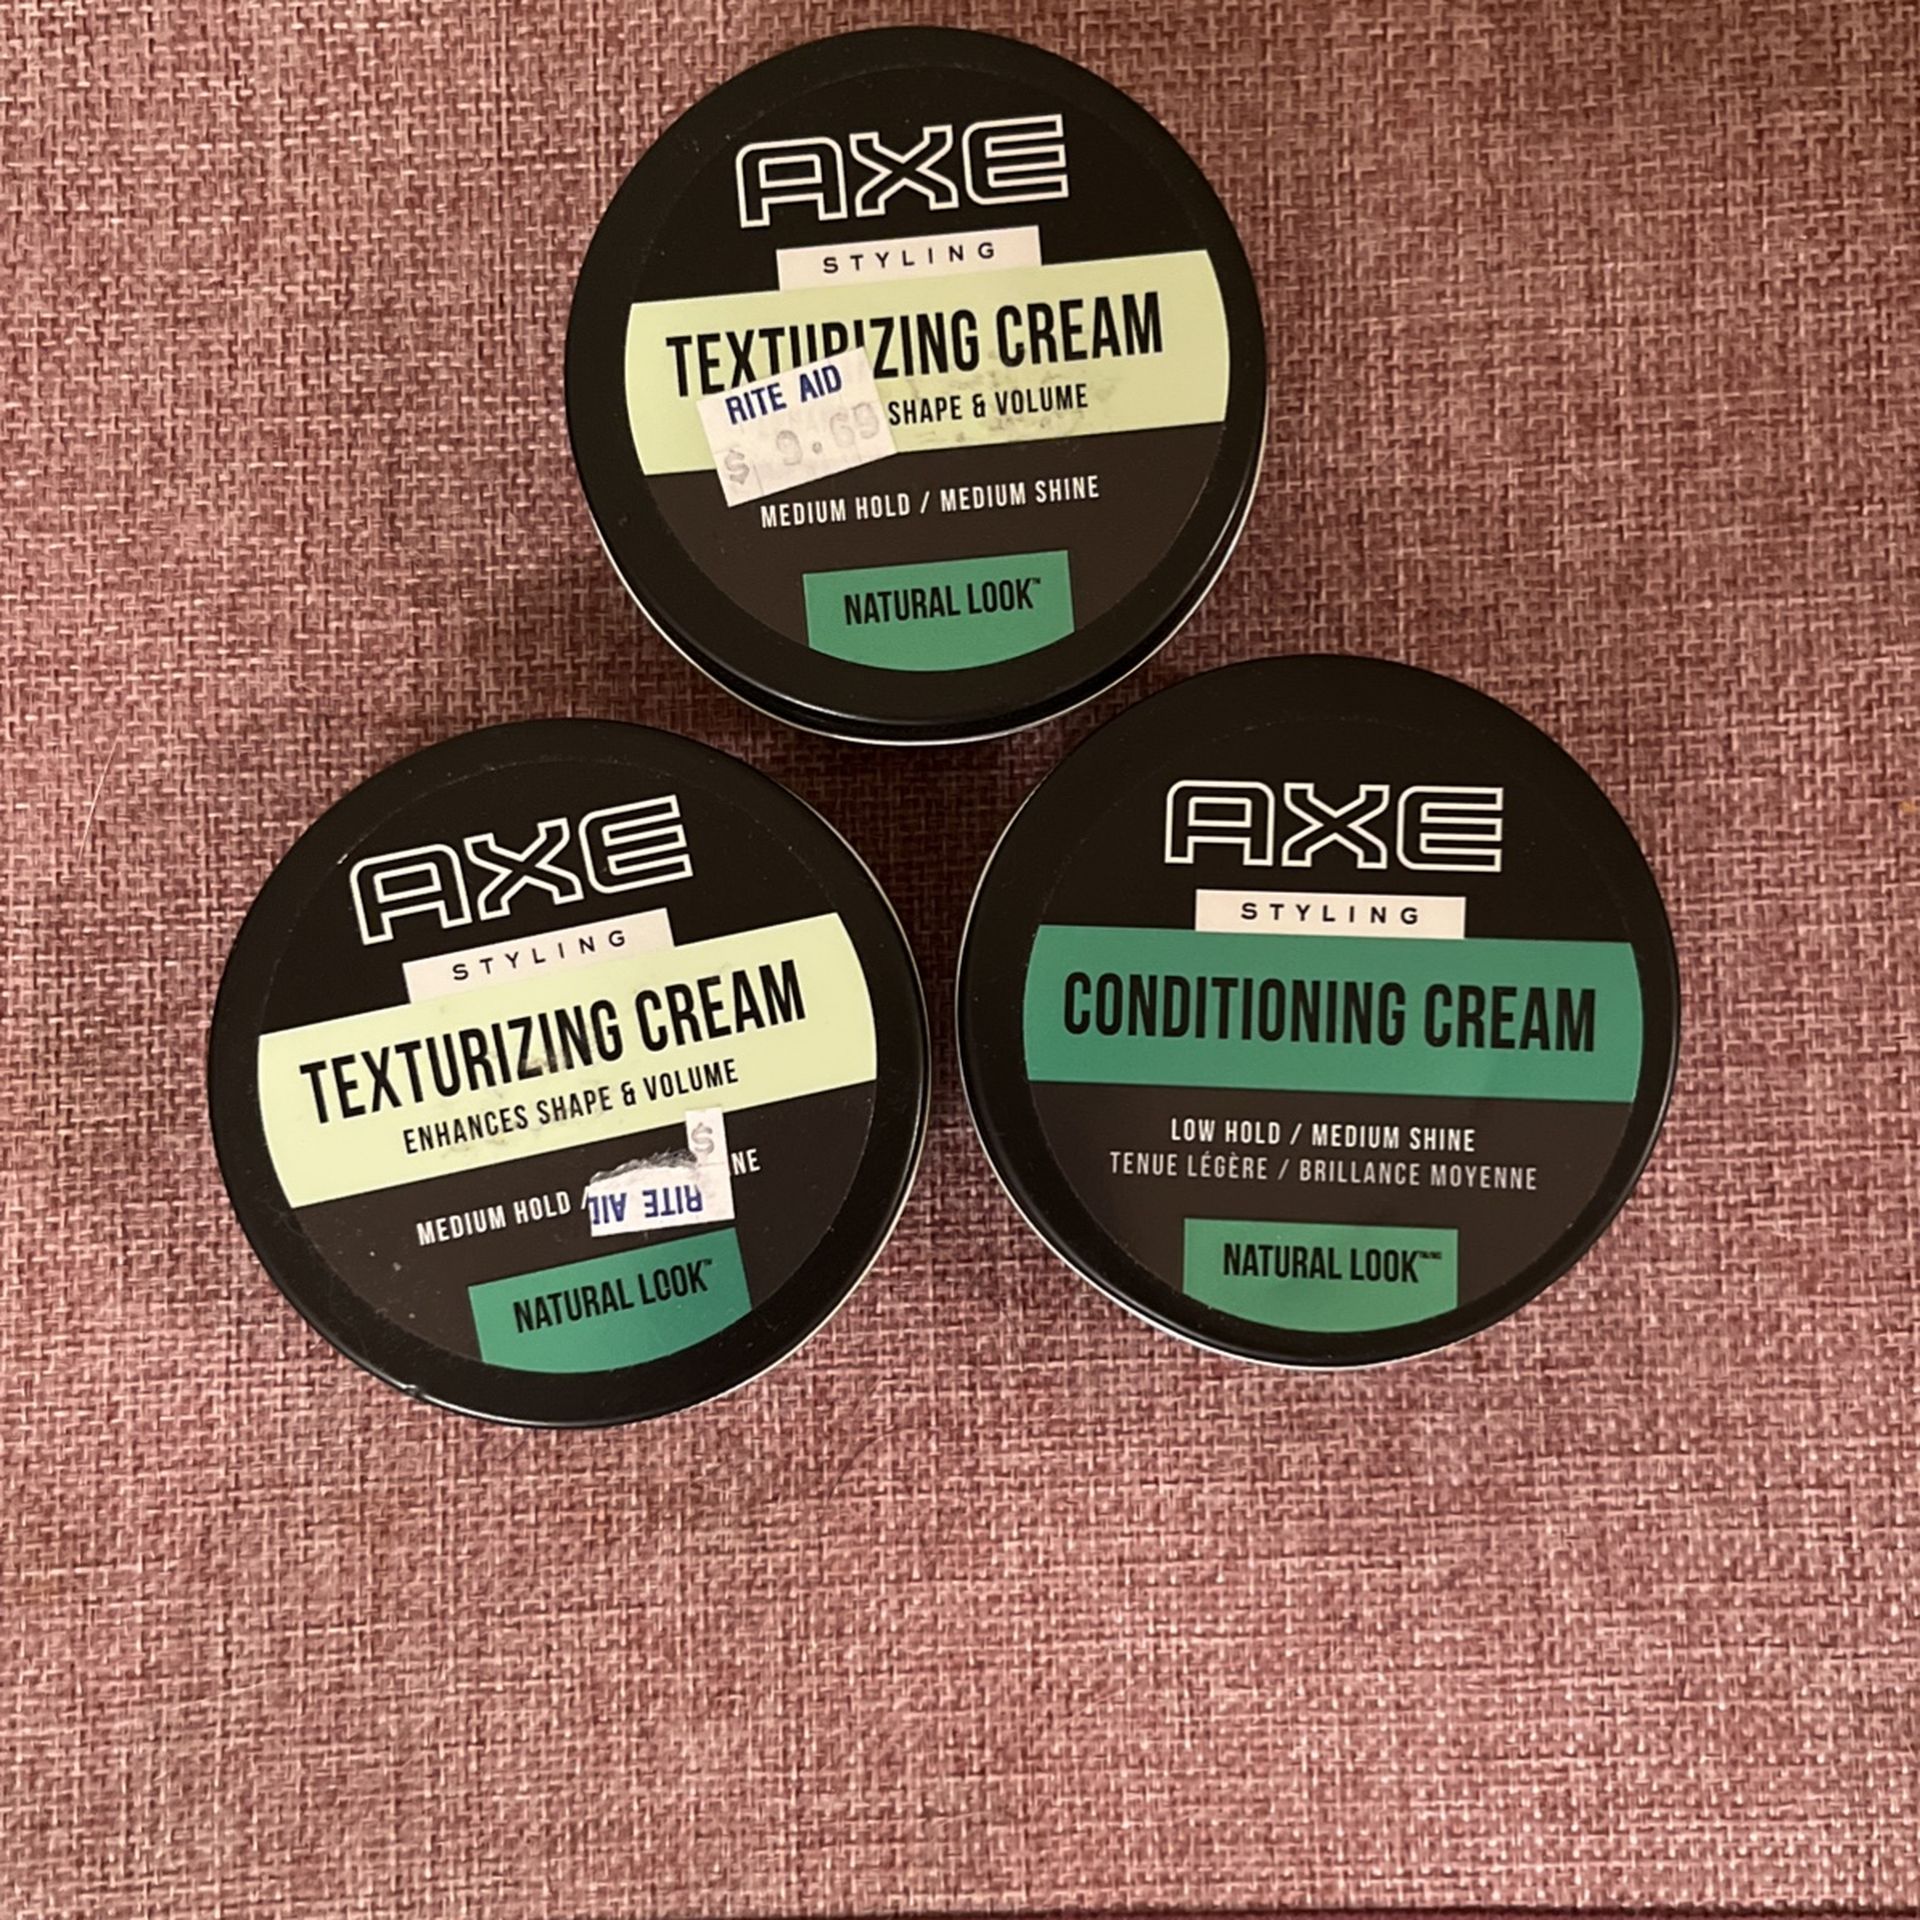 AXE
STYLING
TEXTURIZING CREAM
SHAPE & VOLUME
RITE AID
$ 9.69
MEDIUM HOLD / MEDIUM SHINE
NATURAL LOOK™
AXE
STYLING
TEXTURIZING CREAM
ENHANCES SHAPE & VOLUME
MEDIUM HOLD /
$
RITE AID
NATURAL LOOK™
AXE
STYLING
CONDITIONING CREAM
LOW HOLD / MEDIUM SHINE
TENUE LÉGÈRE / BRILLANCE MOYENNE
NATURAL LOOK™/MC